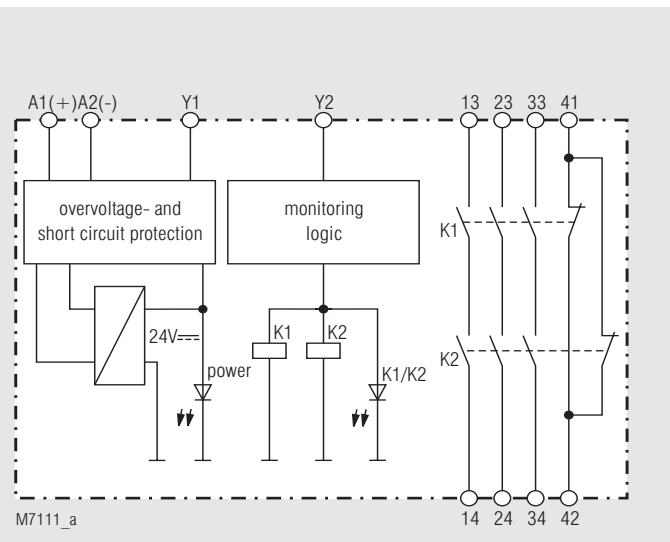 A1(+) A2(-) Y1 Y2 13 23 33 41
overvoltage- and
short circuit protection
monitoring
logic
K1
24V
K1 K2
K2
power
K1/K2
M7111_a
14 24 34 42